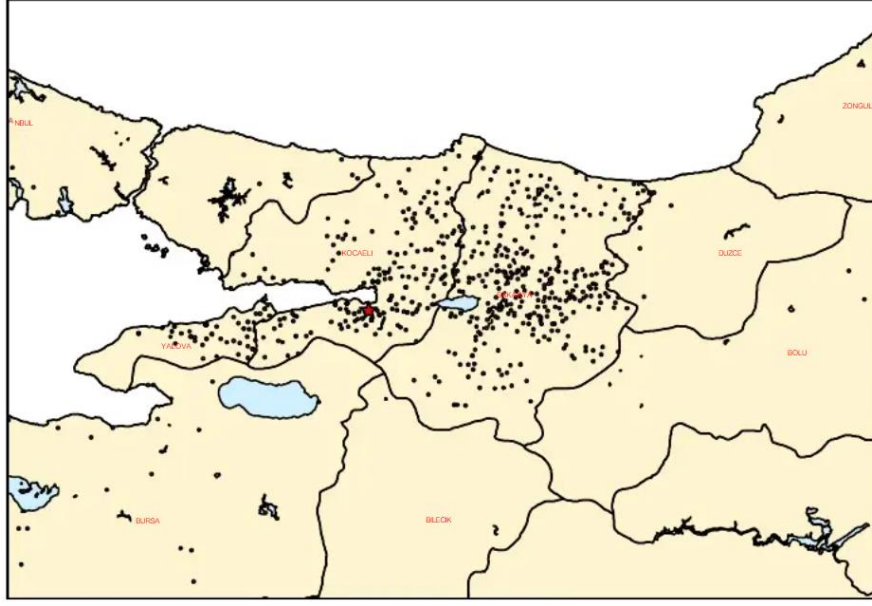 NBUL
ZONGUL
KOCAELI
DUZCE
YALOVA
BOLU
BURSA
BILECIK